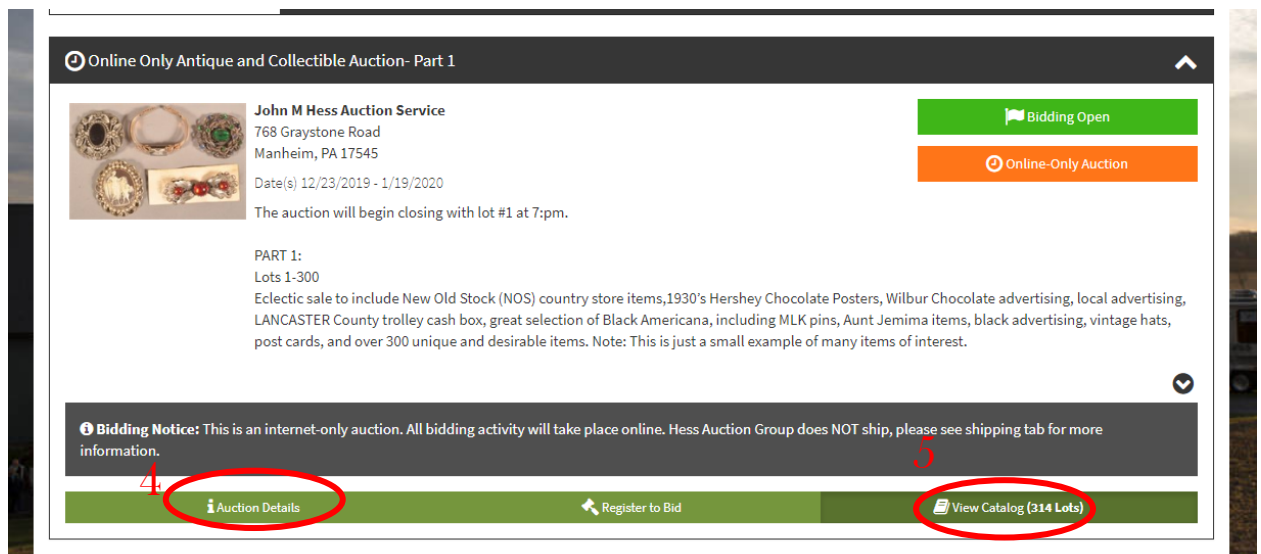 Online Only Antique and Collectible Auction- Part 1
John M Hess Auction Service
768 Graystone Road
Manheim, PA 17545
Date(s) 12/23/2019 - 1/19/2020
The auction will begin closing with lot #1 at 7:pm.
Bidding Open
Online-Only Auction
PART 1:
Lots 1-300
Eclectic sale to include New Old Stock (NOS) country store items,1930's Hershey Chocolate Posters, Wilbur Chocolate advertising, local advertising,
LANCASTER County trolley cash box, great selection of Black Americana, including MLK pins, Aunt Jemima items, black advertising, vintage hats,
post cards, and over 300 unique and desirable items. Note: This is just a small example of many items of interest.
Bidding Notice: This is an internet-only auction. All bidding activity will take place online. Hess Auction Group does NOT ship, please see shipping tab for more
information.
4
5
Auction Details
Register to Bid
View Catalog (314 Lots)